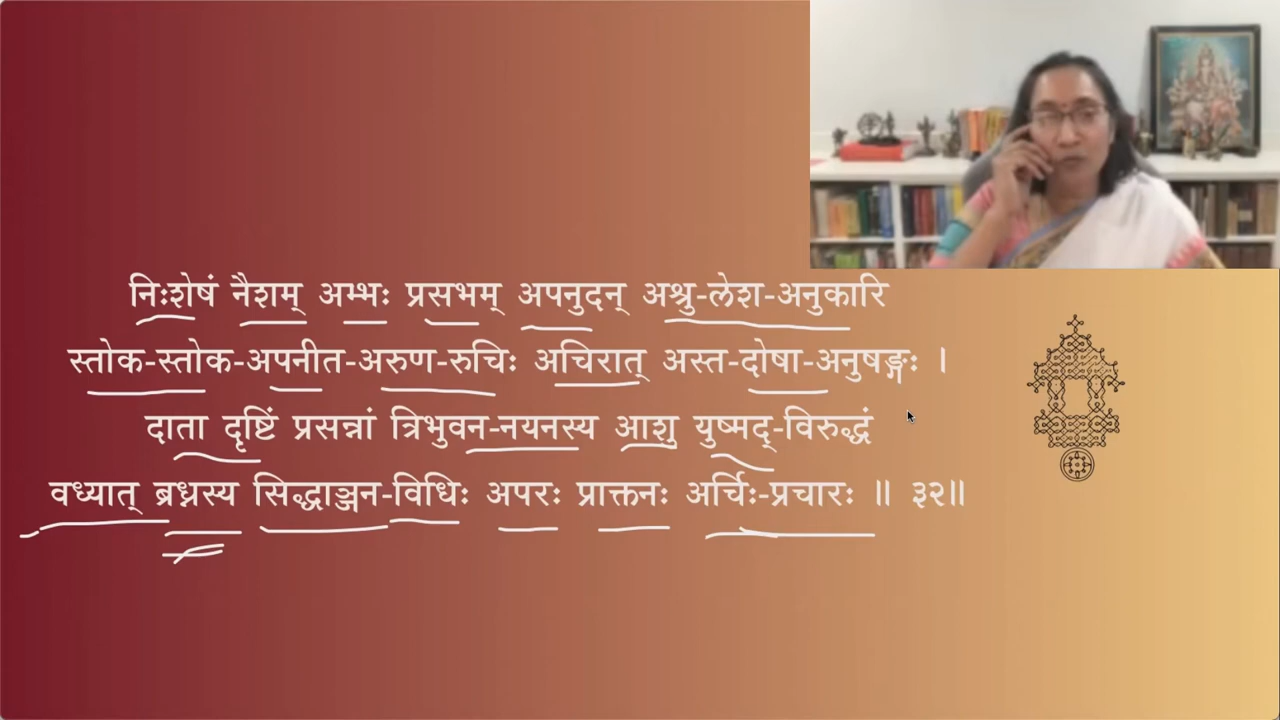 निःशेषं नैशम् अम्भः प्रसभम् अपनुदन् अश्रु-लेश-अनुकारि
स्तोक-स्तोक-अपनीत-अरुण-रुचिः अचिरात् अस्त-दोषा-अनुषङ्गः ।
दाता दृष्टिं प्रसन्नां त्रिभुवन-नयनस्य आशु युष्मद्-विरुद्धं
वध्यात् ब्रध्नस्य सिद्धाञ्जन-विधिः अपरः प्राक्तनः अर्चिः-प्रचारः ॥ ३२॥